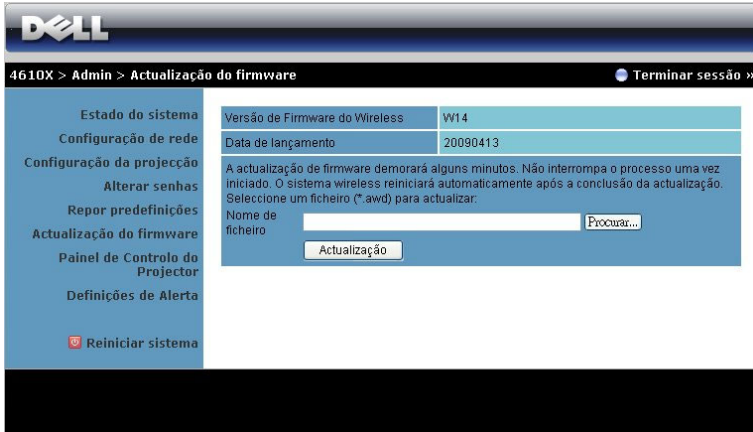 DELL
4610X > Admin > Actualização do firmware
Terminar sessão »
Estado do sistema
Configuração de rede
Configuração da projecção
Alterar senhas
Repor predefinições
Actualização do firmware
Painel de Controlo do
Projector
Definições de Alerta
Reiniciar sistema
Versão de Firmware do Wireless W14
Data de lançamento 20090413
A actualização de firmware demorará alguns minutos. Não interrompa o processo uma vez
iniciado. O sistema wireless reiniciará automaticamente após a conclusão da actualização.
Seleccione um ficheiro (*.awd) para actualizar:
Nome de
ficheiro
Procurar...
Actualização